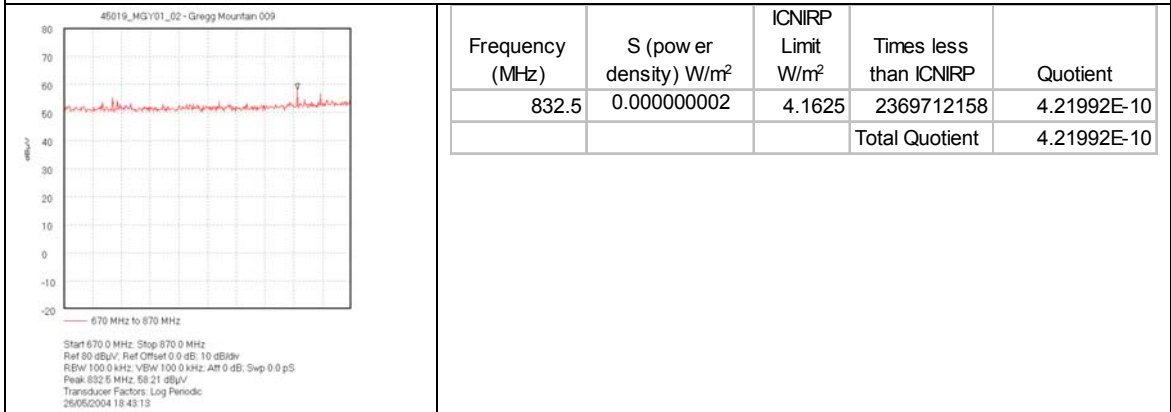 45019_MGY01_02 - Gregg Mountain 009
80
70
60
50
40
30
20
10
0
-10
-20
dBµV
670 MHz to 870 MHz
Start 670.0 MHz; Stop 870.0 MHz
Ref 80 dBµV; Ref Offset 0.0 dB; 10 dB/div
RBW 100.0 kHz; VBW 100.0 kHz; Att 0 dB; Swp 0.0 pS
Peak 832.5 MHz, 58.21 dBµV
Transducer Factors: Log Periodic
26/05/2004 18:43:13
Frequency (MHz) S (power density) W/m² ICNIRP Limit W/m² Times less than ICNIRP Quotient
832.5 0.000000002 4.1625 2369712158 4.21992E-10
Total Quotient 4.21992E-10